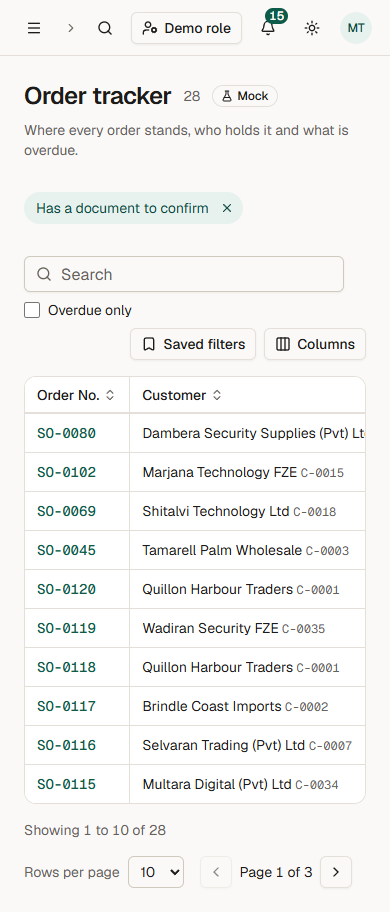 Demo role
15
MT
Order tracker 28 Mock
Where every order stands, who holds it and what is
overdue.
Has a document to confirm
Search
Overdue only
Saved filters Columns
Order No. Customer
SO-0080 Dambera Security Supplies (Pvt)
SO-0102 Marjana Technology FZE C-0015
SO-0069 Shitalvi Technology Ltd C-0018
SO-0045 Tamarell Palm Wholesale C-0003
SO-0120 Quillon Harbour Traders C-0001
SO-0119 Wadiran Security FZE C-0035
SO-0118 Quillon Harbour Traders C-0001
SO-0117 Brindle Coast Imports C-0002
SO-0116 Selvaran Trading (Pvt) Ltd C-0007
SO-0115 Multara Digital (Pvt) Ltd C-0034
Showing 1 to 10 of 28
Rows per page 10 Page 1 of 3